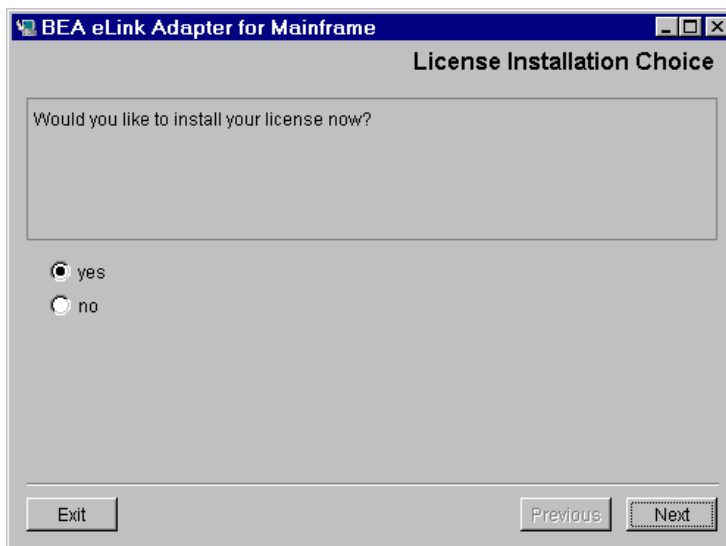 BEA eLink Adapter for Mainframe
License Installation Choice
Would you like to install your license now?
yes
no
Exit
Previous
Next